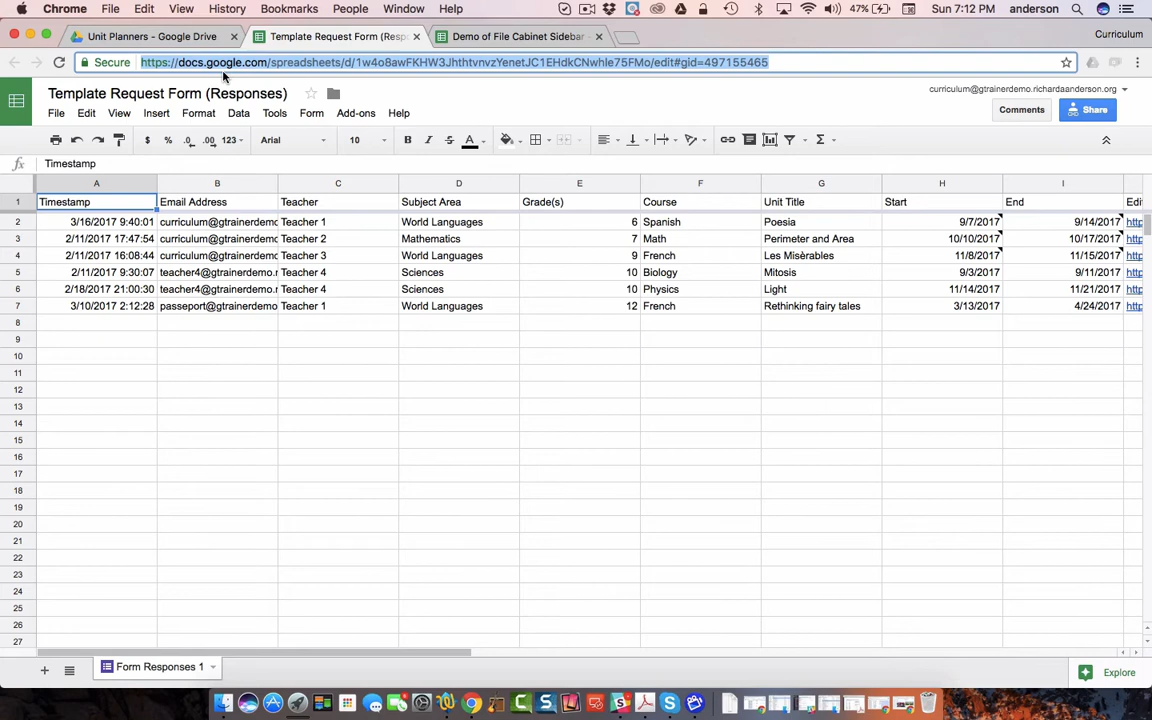 Chrome File Edit View History Bookmarks People Window Help 47% Sun 7:12 PM anderson
Unit Planners - Google Drive Template Request Form (Respo Demo of File Cabinet Sidebar - Curriculum
Secure https://docs.google.com/spreadsheets/d/1w4o8awFKHW3JhthtvnvzYenetJC1EHdkCNwhle75FMo/edit#gid=497155465
Template Request Form (Responses) curriculum@gtrainerdemo.richardaanderson.org
File Edit View Insert Format Data Tools Form Add-ons Help Comments Share
$ % .0 .00 123 Arial 10 B I S A Σ
fx Timestamp
A B C D E F G H I
1 Timestamp Email Address Teacher Subject Area Grade(s) Course Unit Title Start End Edi
2 3/16/2017 9:40:01 curriculum@gtrainerdemo Teacher 1 World Languages 6 Spanish Poesia 9/7/2017 9/14/2017 http
3 2/11/2017 17:47:54 curriculum@gtrainerdemo Teacher 2 Mathematics 7 Math Perimeter and Area 10/10/2017 10/17/2017 http
4 2/11/2017 16:08:44 curriculum@gtrainerdemo Teacher 3 World Languages 9 French Les Misèrables 11/8/2017 11/15/2017 http
5 2/11/2017 9:30:07 teacher4@gtrainerdemo.r Teacher 4 Sciences 10 Biology Mitosis 9/3/2017 9/11/2017 http
6 2/18/2017 21:00:30 teacher4@gtrainerdemo.r Teacher 4 Sciences 10 Physics Light 11/14/2017 11/21/2017 http
7 3/10/2017 2:12:28 passeport@gtrainerdemo Teacher 1 World Languages 12 French Rethinking fairy tales 3/13/2017 4/24/2017 http
8
9
10
11
12
13
14
15
16
17
18
19
20
21
22
23
24
25
26
27
Form Responses 1 Explore